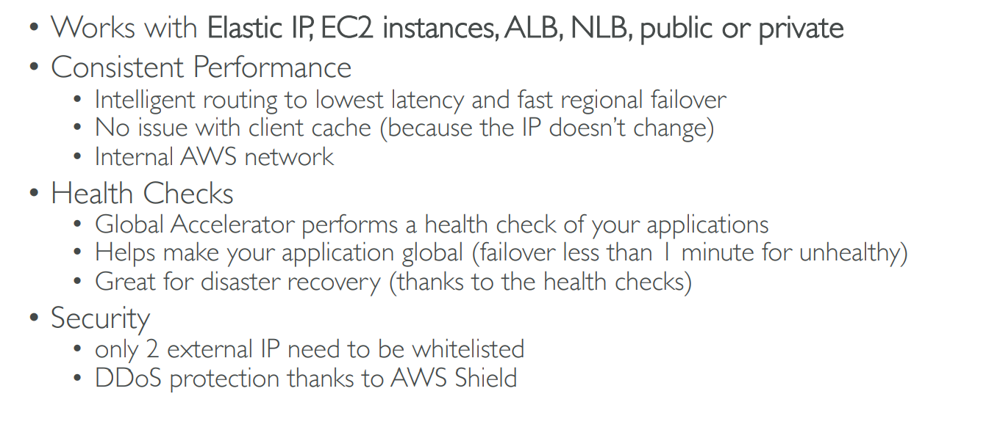 • Works with Elastic IP, EC2 instances, ALB, NLB, public or private
• Consistent Performance
• Intelligent routing to lowest latency and fast regional failover
• No issue with client cache (because the IP doesn’t change)
• Internal AWS network
• Health Checks
• Global Accelerator performs a health check of your applications
• Helps make your application global (failover less than 1 minute for unhealthy)
• Great for disaster recovery (thanks to the health checks)
• Security
• only 2 external IP need to be whitelisted
• DDoS protection thanks to AWS Shield